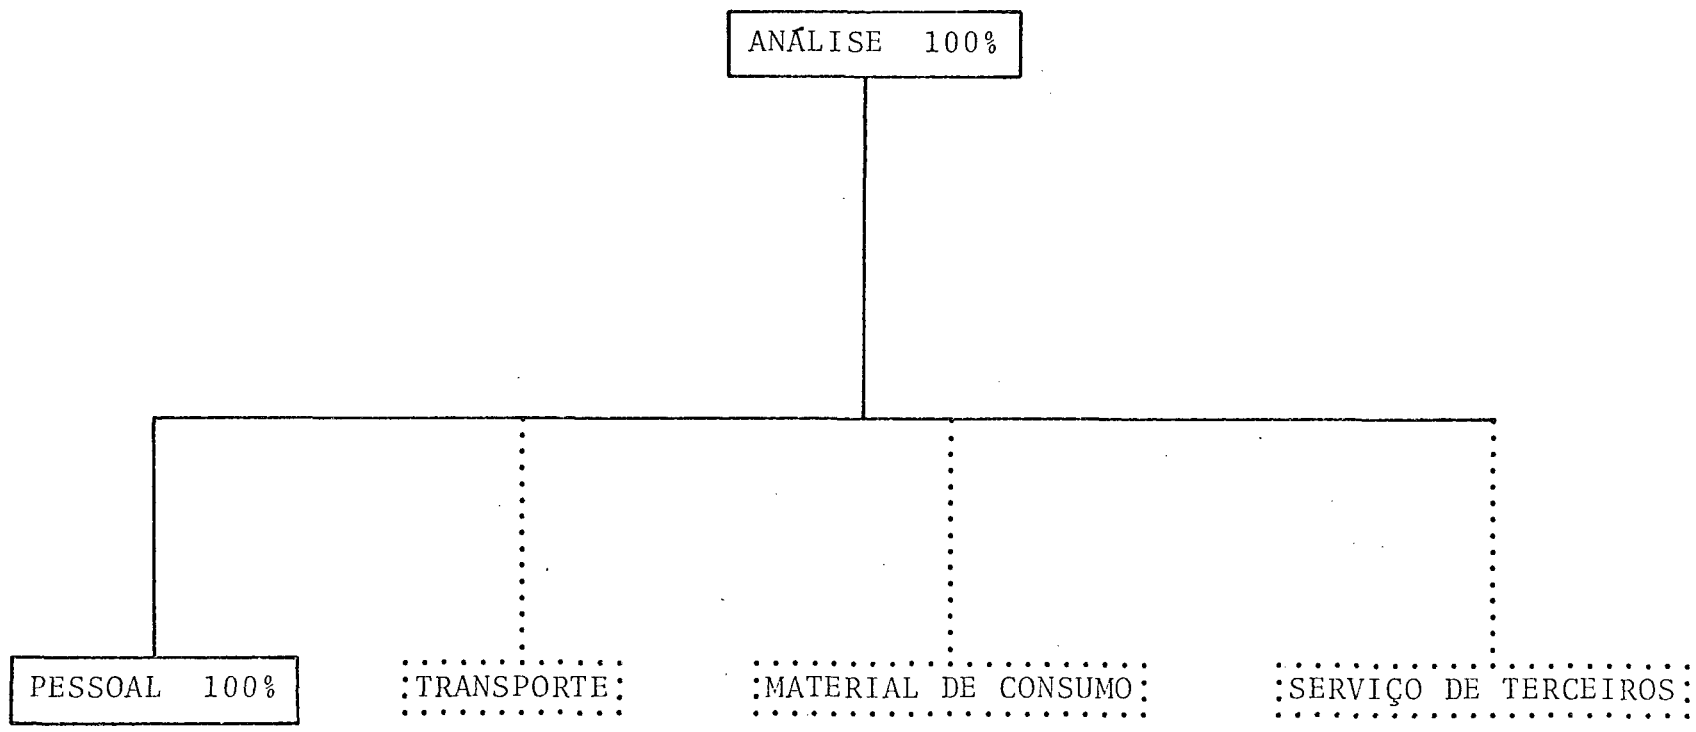 ANÁLISE 100%
PESSOAL 100%
TRANSPORTE
MATERIAL DE CONSUMO
SERVIÇO DE TERCEIROS